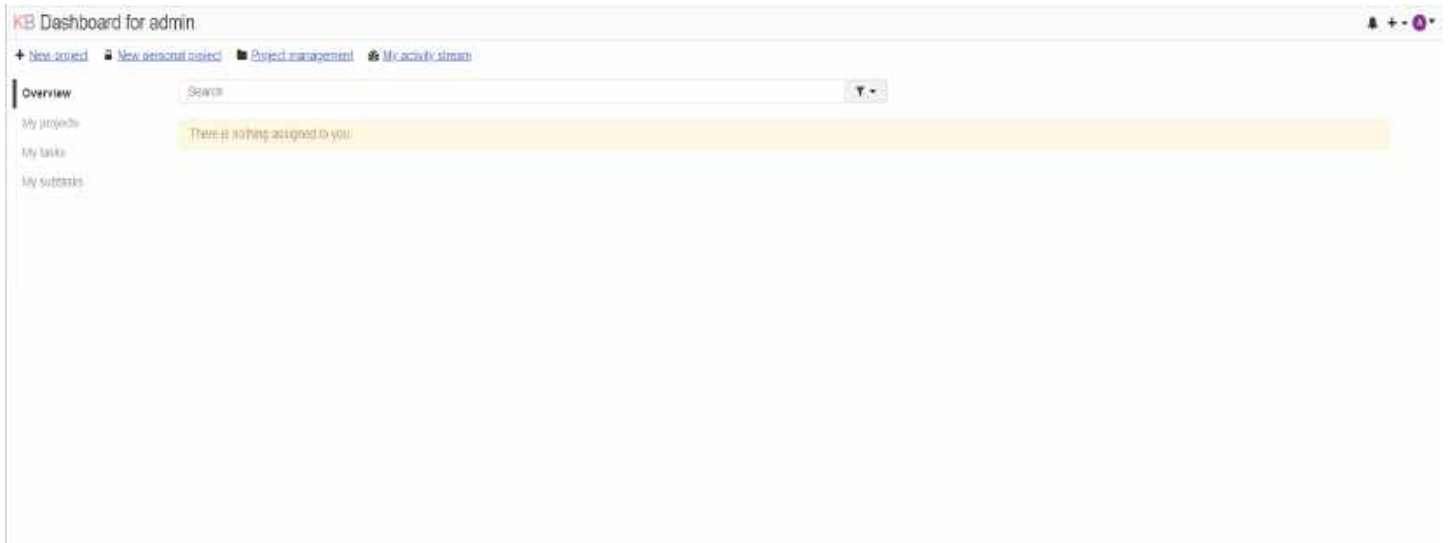 KB Dashboard for admin
A
+ New project New personal project Project management My activity stream
Overview
Search
My projects
There is nothing assigned to you.
My tasks
My subtasks